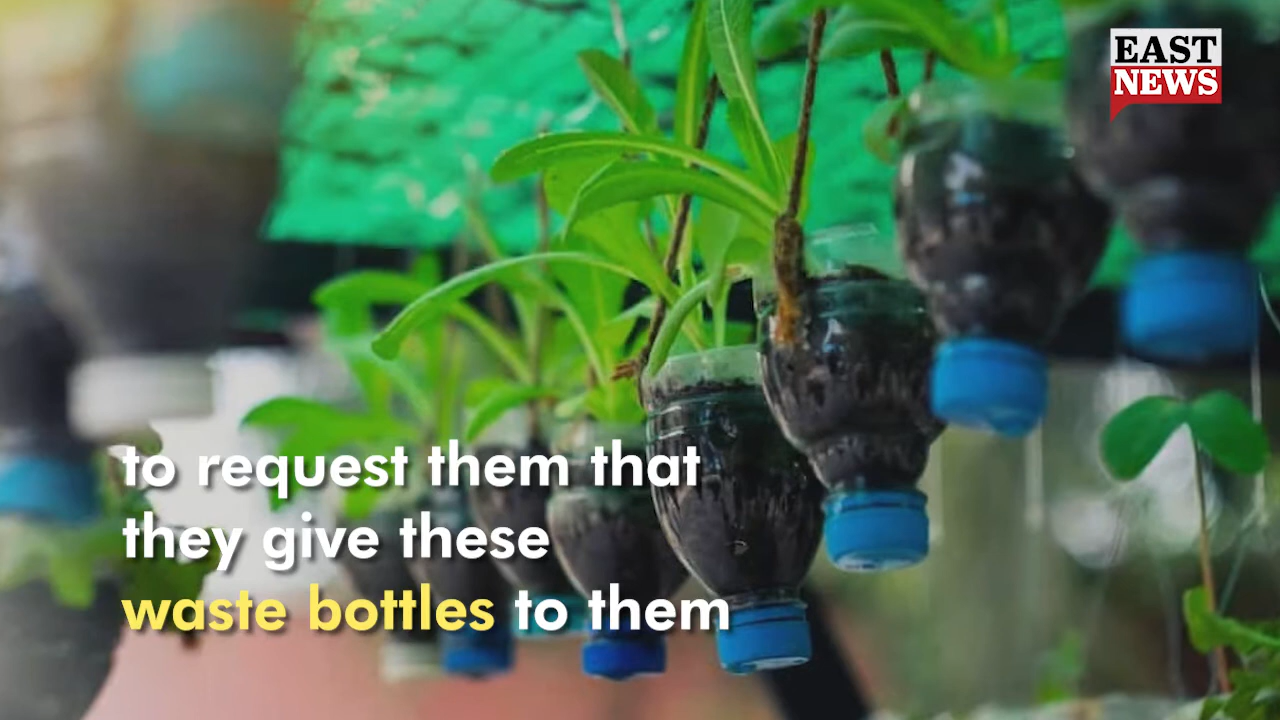 EAST
NEWS
to request them that
they give these
waste bottles to them